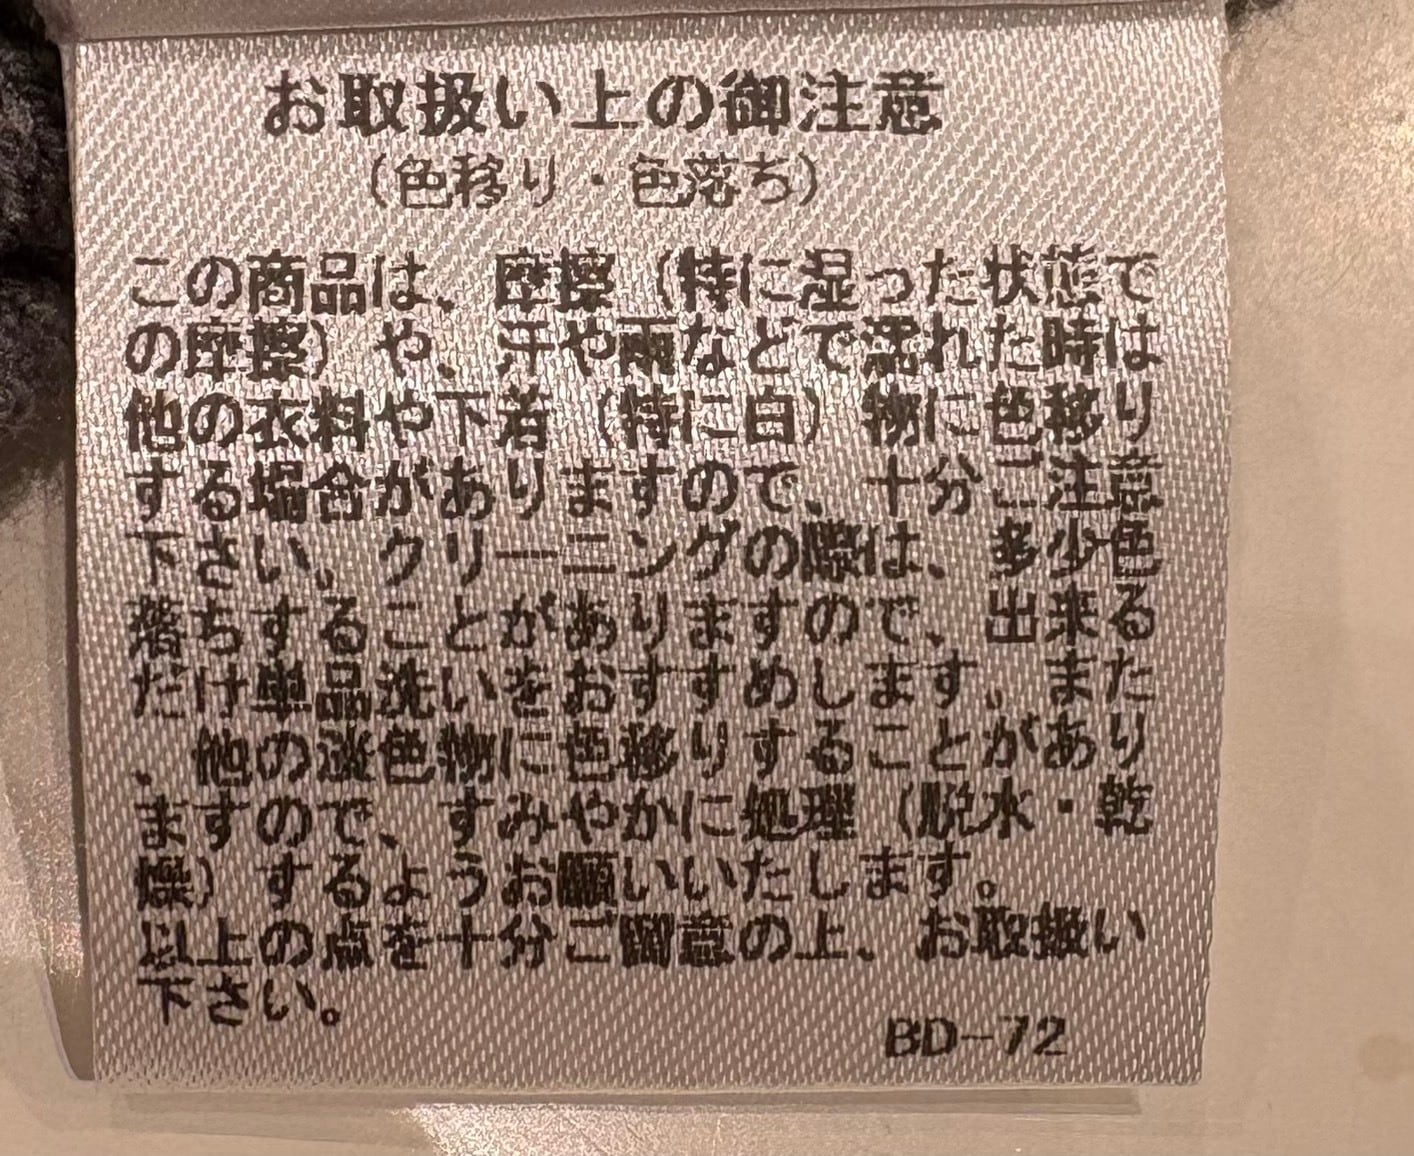 お取扱い上の御注意
（色移り・色落ち）
この商品は、摩擦（特に湿った状態で
の摩擦）や、汗や雨などで濡れた時は
他の衣料や下着（特に白）物に色移り
する場合がありますので、十分ご注意
下さい。クリーニングの際は、多少色
落ちすることがありますので、出来る
だけ単品洗いをおすすめします。また
、他の淡色物に色移りすることがあり
ますので、すみやかに処理（脱水・乾
燥）するようお願いいたします。
以上の点を十分ご留意の上、お取扱い
下さい。
BD-72